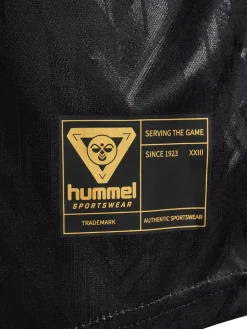 SERVING THE GAME
SINCE 1923 XXIII
hummel
SPORTSWEAR
TRADEMARK
AUTHENTIC SPORTSWEAR